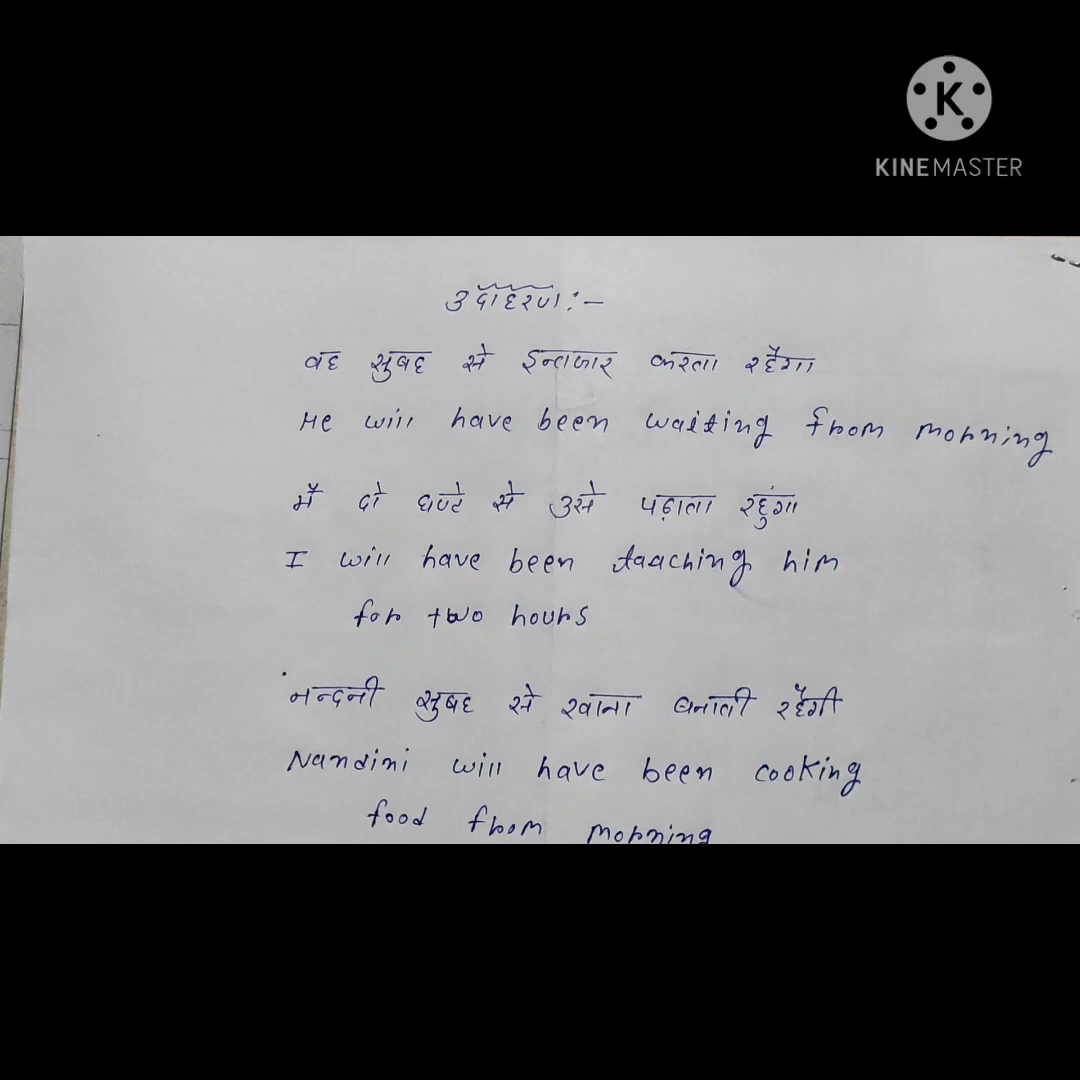 KINEMASTER
उदाहरण :-
वह सुबह से इन्तजार करता रहेगा
He will have been waiting from morning
मैं दो घण्टे से उसे पढ़ाता रहुंगा
I will have been taaching him
for two hours
नन्दनी सुबह से खाना बनाती रहेगी
Nandini will have been cooking
food from morning